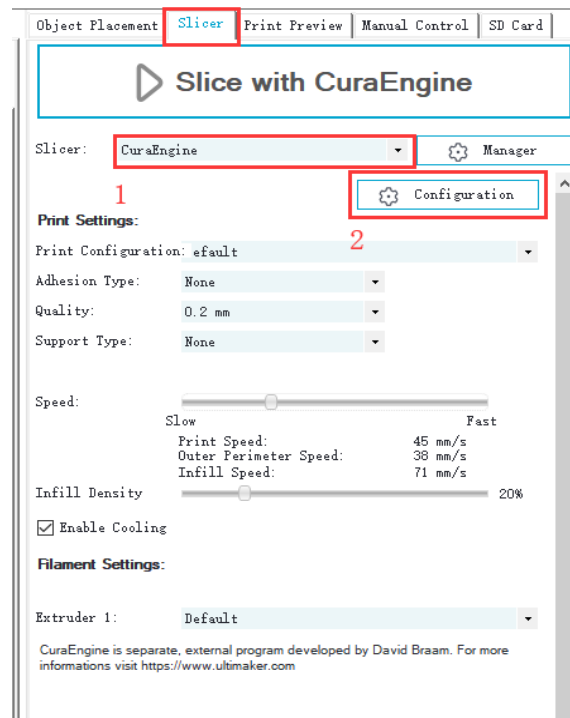 Object Placement Slicer Print Preview Manual Control SD Card
Slice with CuraEngine
Slicer: CuraEngine Manager
1 Configuration
Print Settings: 2
Print Configuration: efault
Adhesion Type: None
Quality: 0.2 mm
Support Type: None
Speed:
Slow Fast
Print Speed: 45 mm/s
Outer Perimeter Speed: 38 mm/s
Infill Speed: 71 mm/s
Infill Density 20%
Enable Cooling
Filament Settings:
Extruder 1: Default
CuraEngine is separate, external program developed by David Braam. For more
informations visit https://www.ultimaker.com